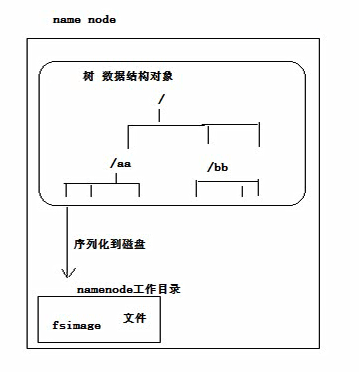 name node
树 数据结构对象
/
/aa
/bb
序列化到磁盘
namenode工作目录
文件
fsimage